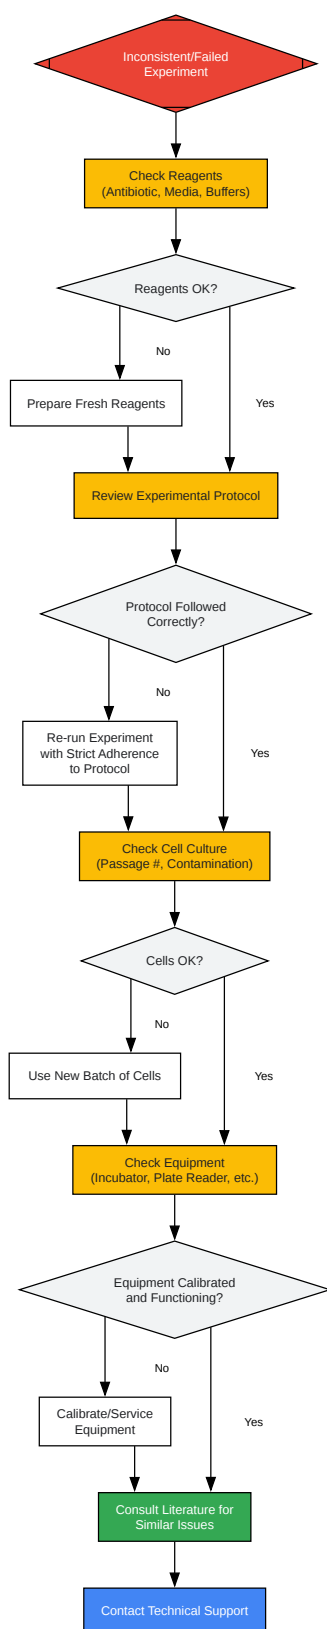 Inconsistent/Failed
Experiment
Check Reagents
(Antibiotic, Media, Buffers)
Reagents OK?
No
Yes
Prepare Fresh Reagents
Review Experimental Protocol
Protocol Followed
Correctly?
No
Yes
Re-run Experiment
with Strict Adherence
to Protocol
Check Cell Culture
(Passage #, Contamination)
Cells OK?
No
Yes
Use New Batch of Cells
Check Equipment
(Incubator, Plate Reader, etc.)
Equipment Calibrated
and Functioning?
No
Yes
Calibrate/Service
Equipment
Consult Literature for
Similar Issues
Contact Technical Support